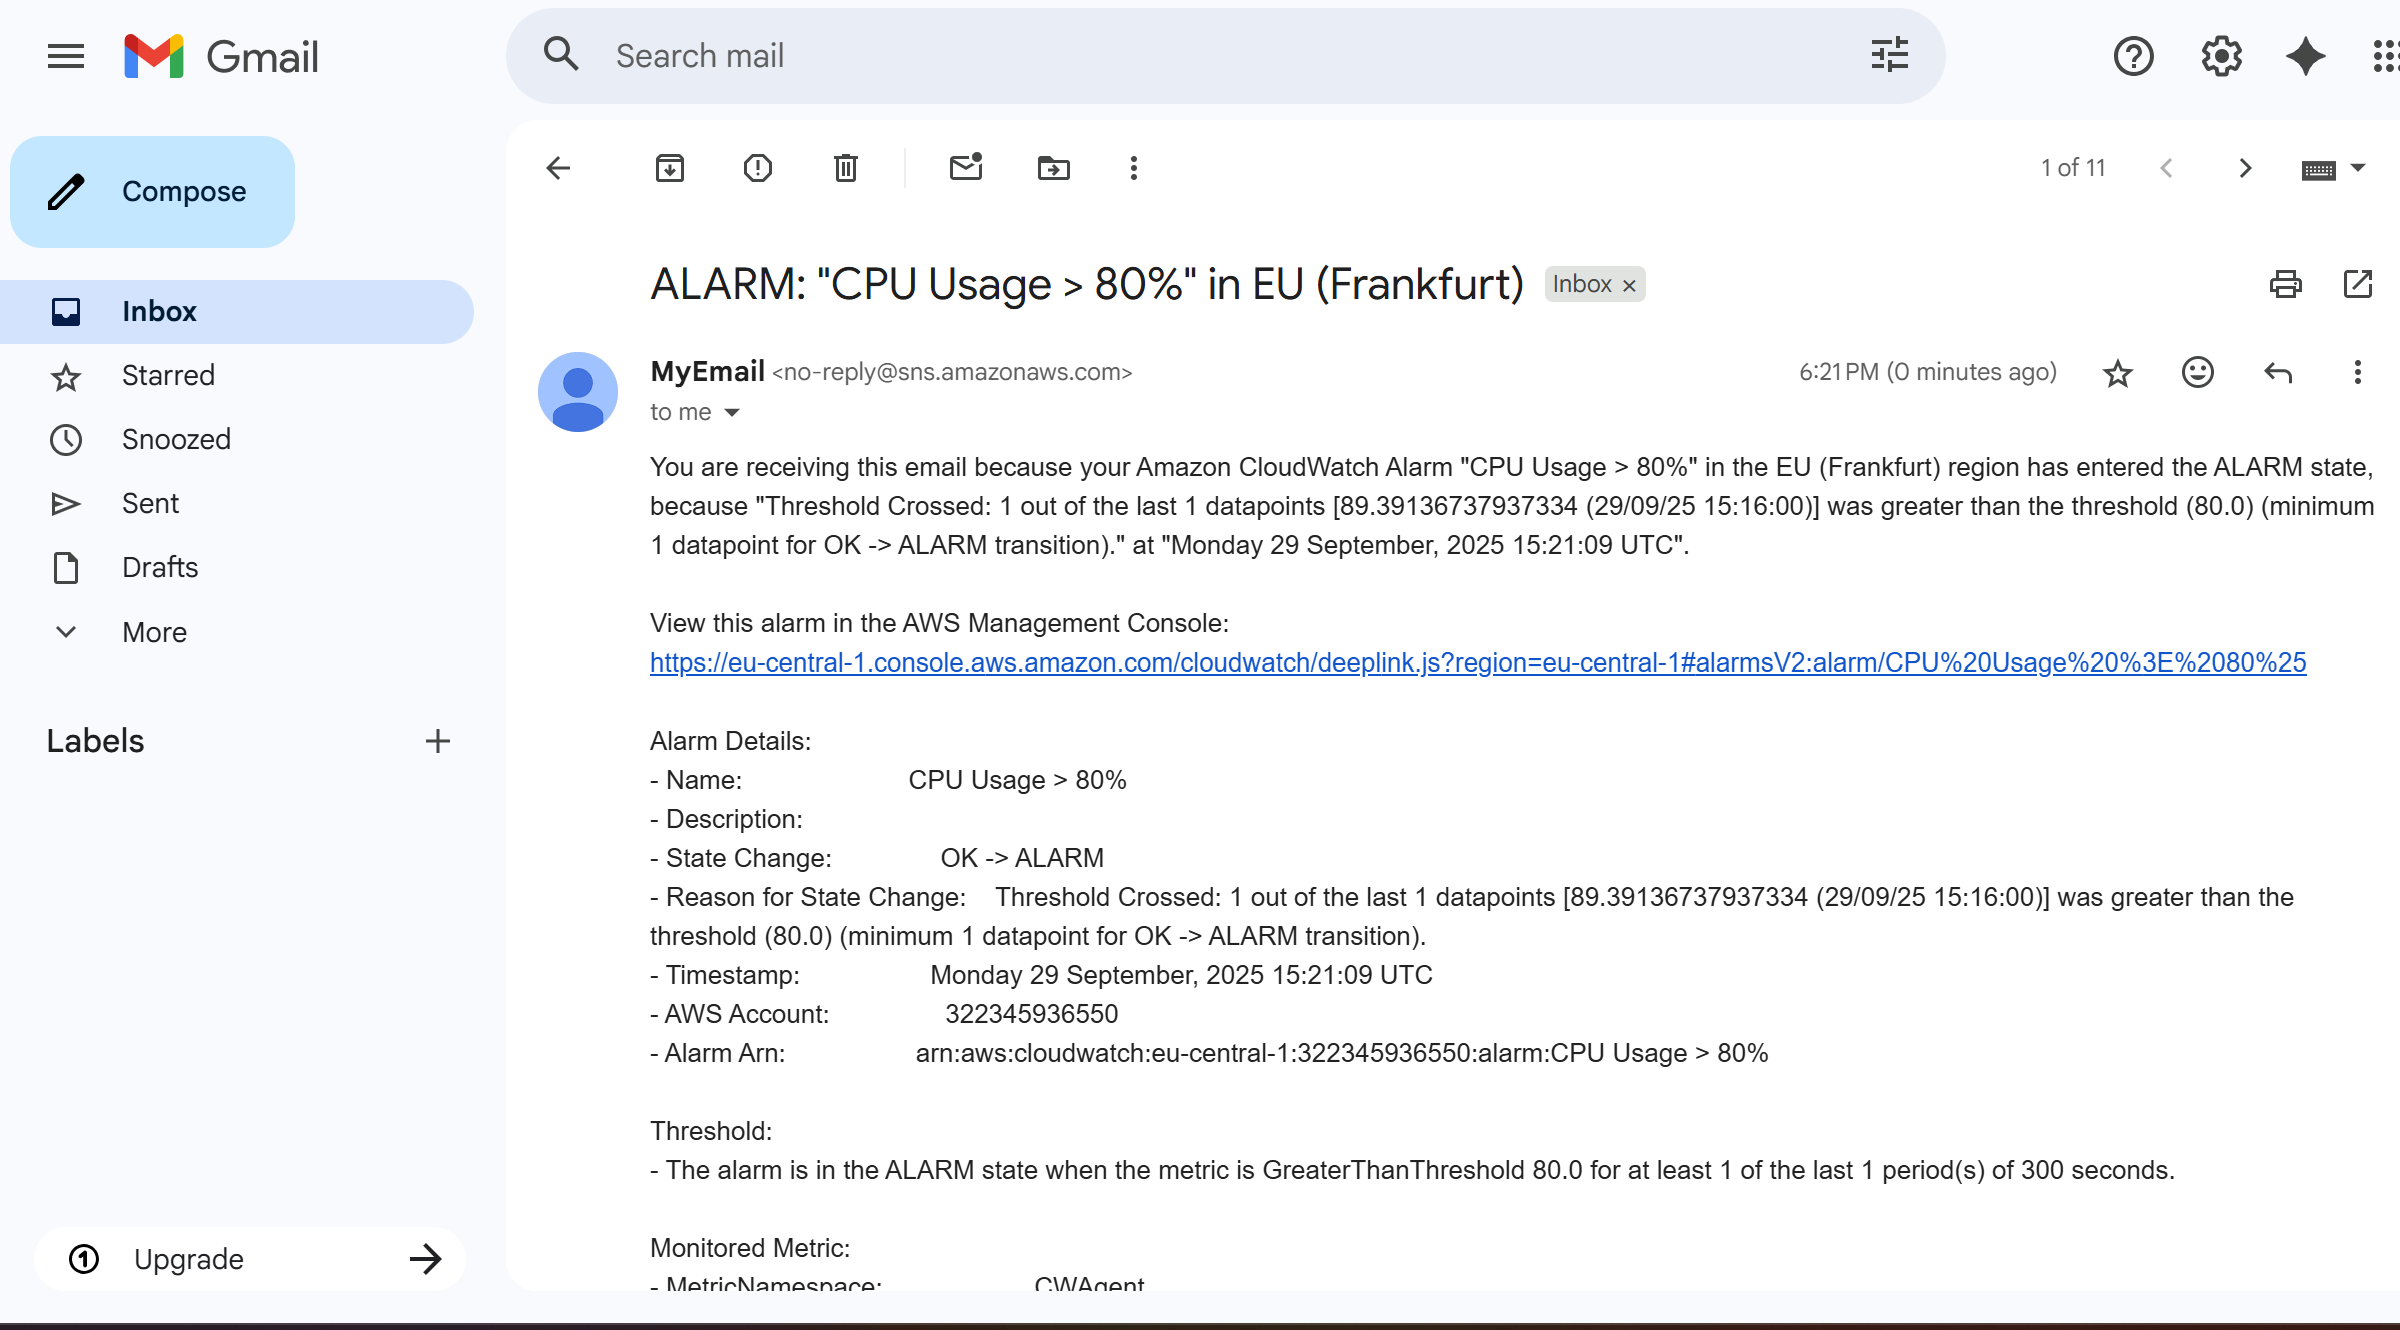 Gmail
Search mail
Compose
Inbox
Starred
Snoozed
Sent
Drafts
More
Labels
1 Upgrade
1 of 11
ALARM: "CPU Usage > 80%" in EU (Frankfurt) Inbox ×
MyEmail <no-reply@sns.amazonaws.com> 6:21 PM (0 minutes ago)
to me
You are receiving this email because your Amazon CloudWatch Alarm "CPU Usage > 80%" in the EU (Frankfurt) region has entered the ALARM state,
because "Threshold Crossed: 1 out of the last 1 datapoints [89.39136737937334 (29/09/25 15:16:00)] was greater than the threshold (80.0) (minimum
1 datapoint for OK -> ALARM transition)." at "Monday 29 September, 2025 15:21:09 UTC".
View this alarm in the AWS Management Console:
https://eu-central-1.console.aws.amazon.com/cloudwatch/deeplink.js?region=eu-central-1#alarmsV2:alarm/CPU%20Usage%20%3E%2080%25
Alarm Details:
- Name: CPU Usage > 80%
- Description:
- State Change: OK -> ALARM
- Reason for State Change: Threshold Crossed: 1 out of the last 1 datapoints [89.39136737937334 (29/09/25 15:16:00)] was greater than the
threshold (80.0) (minimum 1 datapoint for OK -> ALARM transition).
- Timestamp: Monday 29 September, 2025 15:21:09 UTC
- AWS Account: 322345936550
- Alarm Arn: arn:aws:cloudwatch:eu-central-1:322345936550:alarm:CPU Usage > 80%
Threshold:
- The alarm is in the ALARM state when the metric is GreaterThanThreshold 80.0 for at least 1 of the last 1 period(s) of 300 seconds.
Monitored Metric:
- MetricNamespace: CWAgent